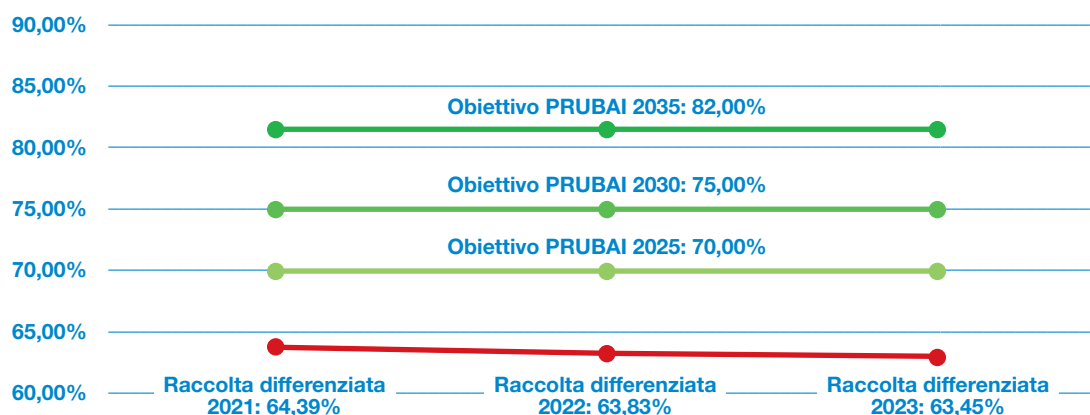 90,00%
85,00%
Obiettivo PRUBAI 2035: 82,00%
80,00%
Obiettivo PRUBAI 2030: 75,00%
75,00%
Obiettivo PRUBAI 2025: 70,00%
70,00%
65,00%
60,00%
Raccolta differenziata
2021: 64,39%
Raccolta differenziata
2022: 63,83%
Raccolta differenziata
2023: 63,45%